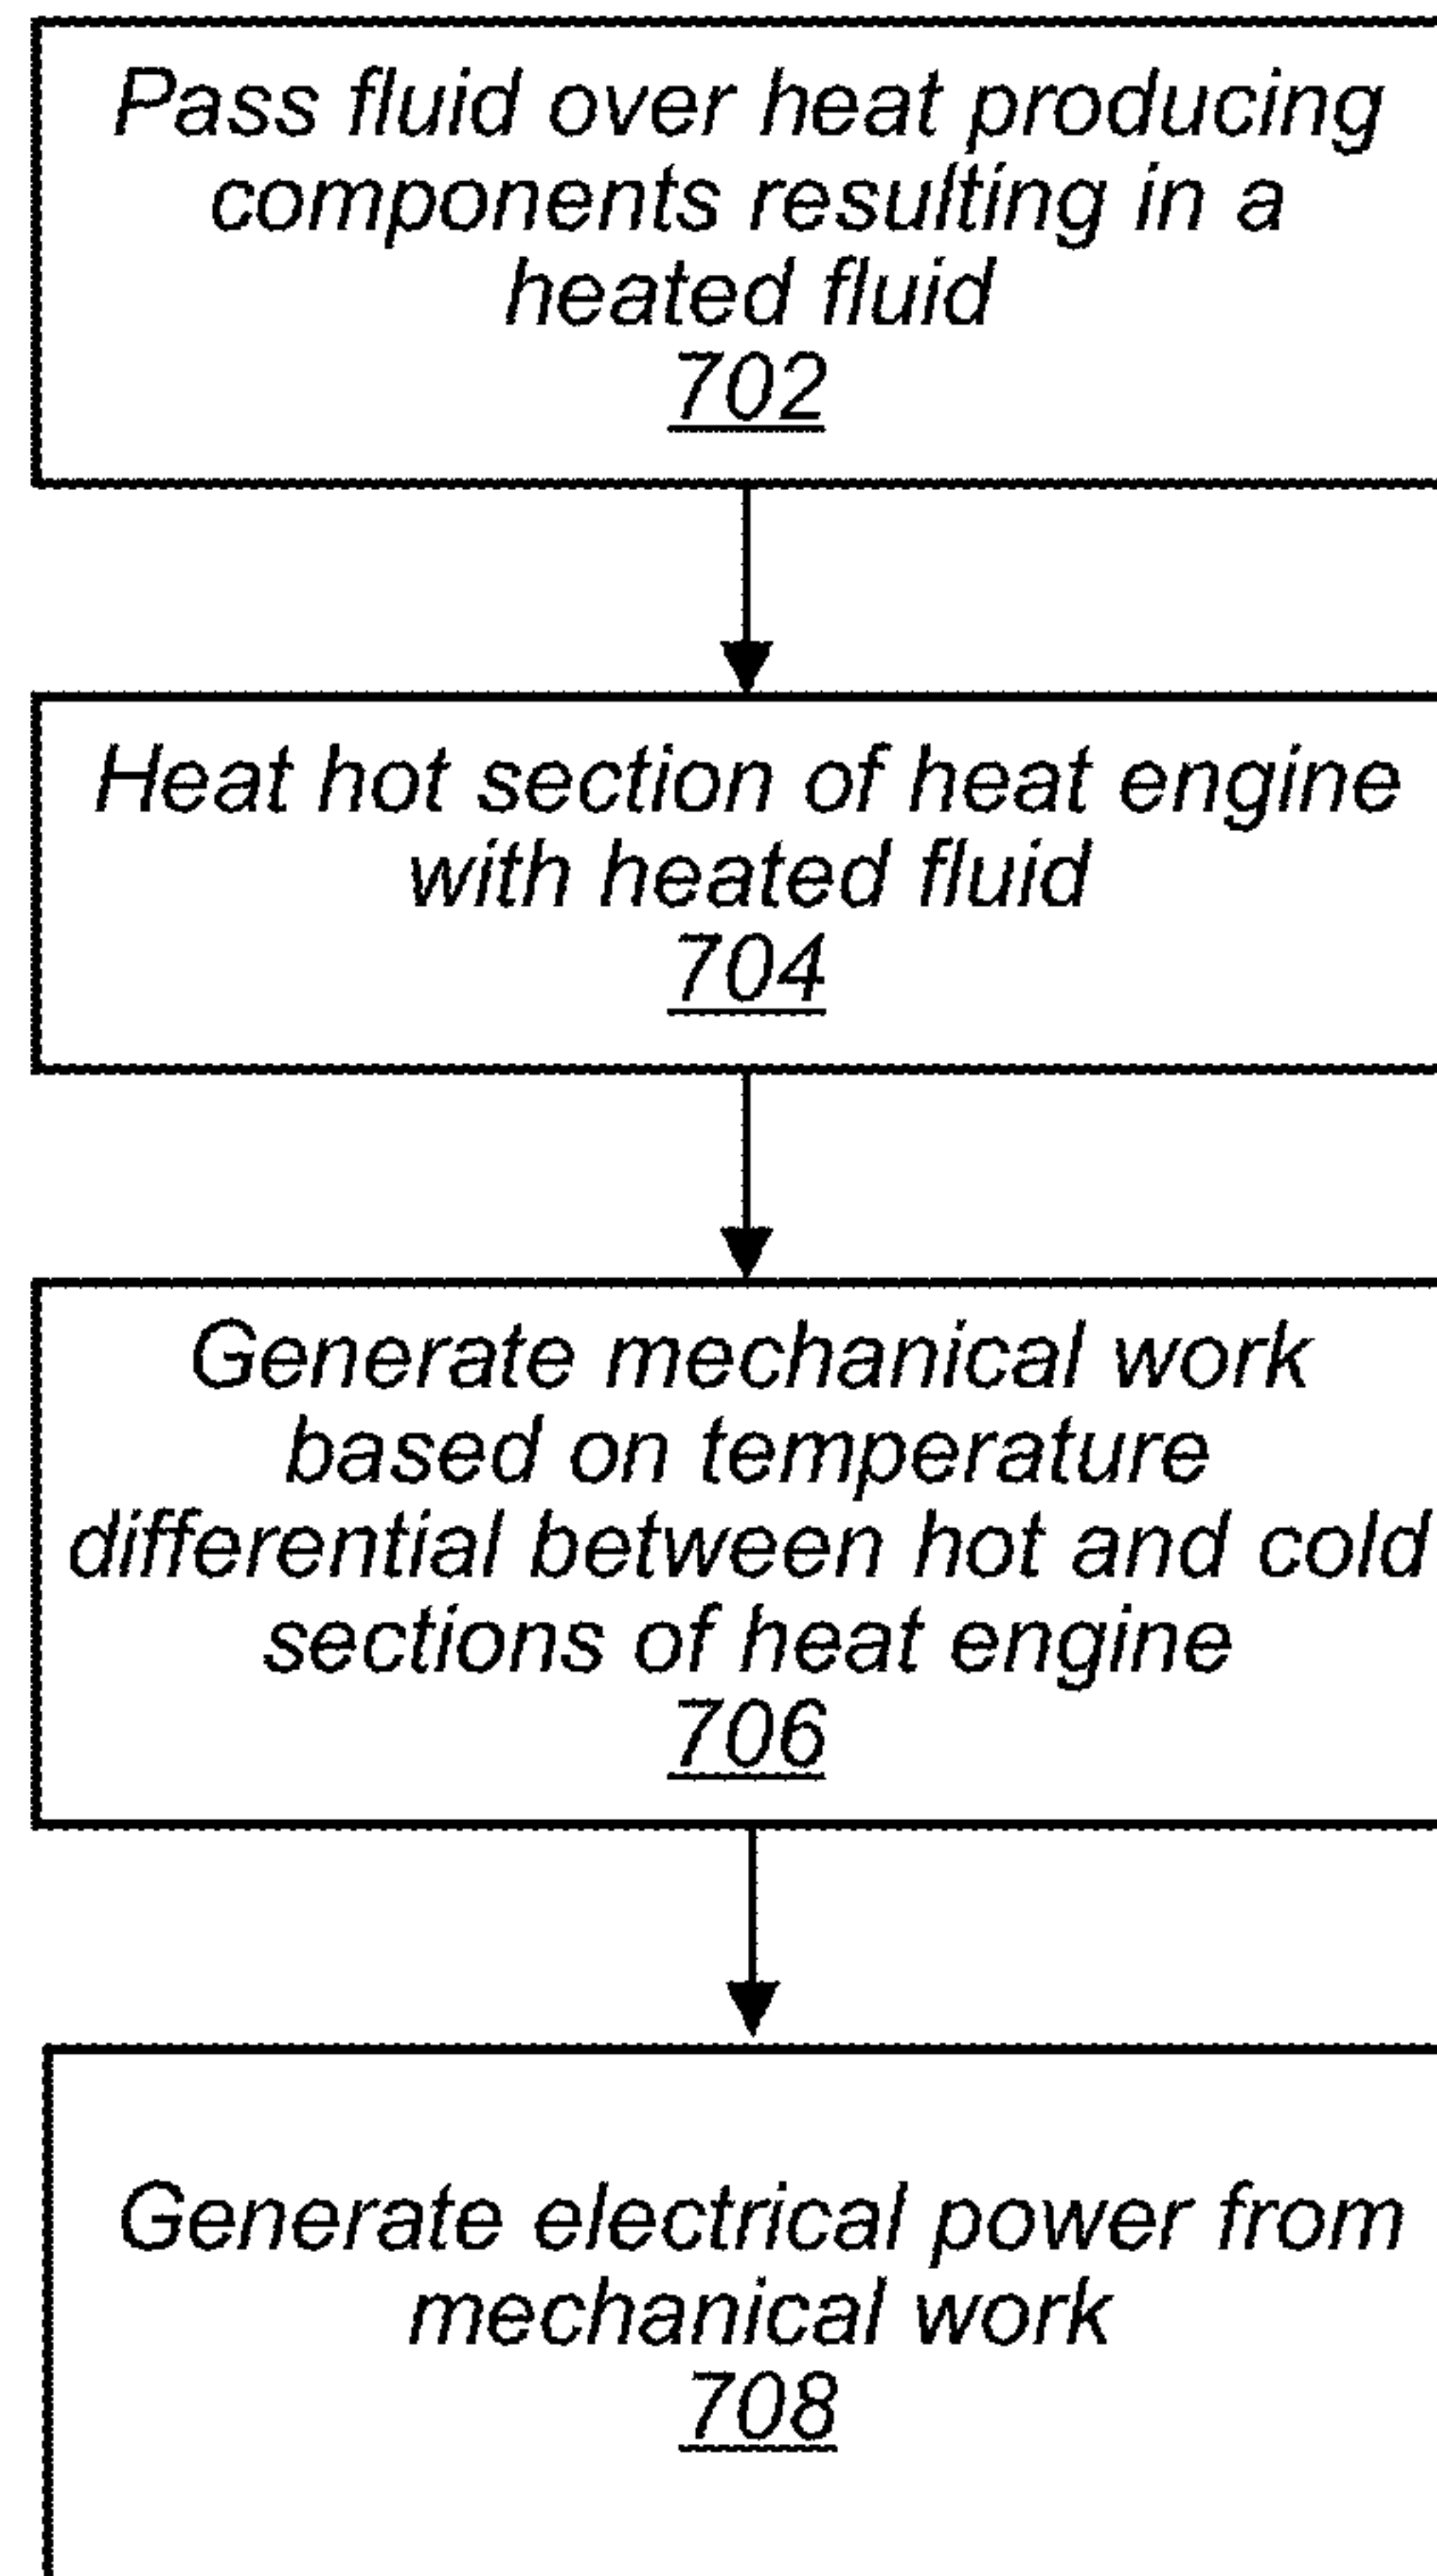 Pass fluid over heat producing
components resulting in a
heated fluid
702
Heat hot section of heat engine
with heated fluid
704
Generate mechanical work
based on temperature
differential between hot and cold
sections of heat engine
706
Generate electrical power from
mechanical work
708